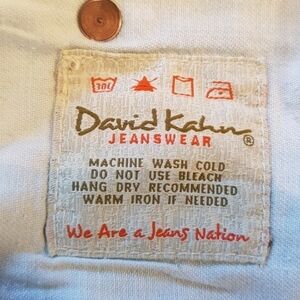 30L
David Kahn®
JEANSWEAR
MACHINE WASH COLD
DO NOT USE BLEACH
HANG DRY RECOMMENDED
WARM IRON IF NEEDED
We Are a Jeans Nation